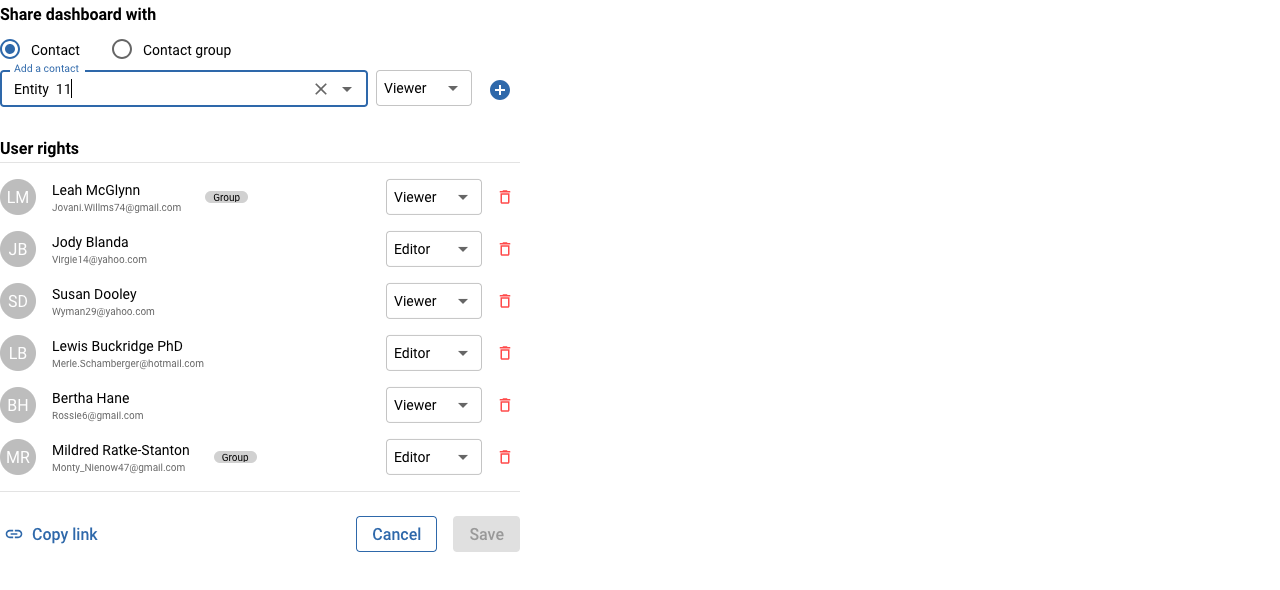 Share dashboard with
Contact
Contact group
Add a contact
Entity 11
Viewer
User rights
LM
Leah McGlynn
Group
Jovani.Willms74@gmail.com
Viewer
JB
Jody Blanda
Virgie14@yahoo.com
Editor
SD
Susan Dooley
Wyman29@yahoo.com
Viewer
LB
Lewis Buckridge PhD
Merle.Schamberger@hotmail.com
Editor
BH
Bertha Hane
Rossie6@gmail.com
Viewer
MR
Mildred Ratke-Stanton
Group
Monty_Nienow47@gmail.com
Editor
Copy link
Cancel
Save